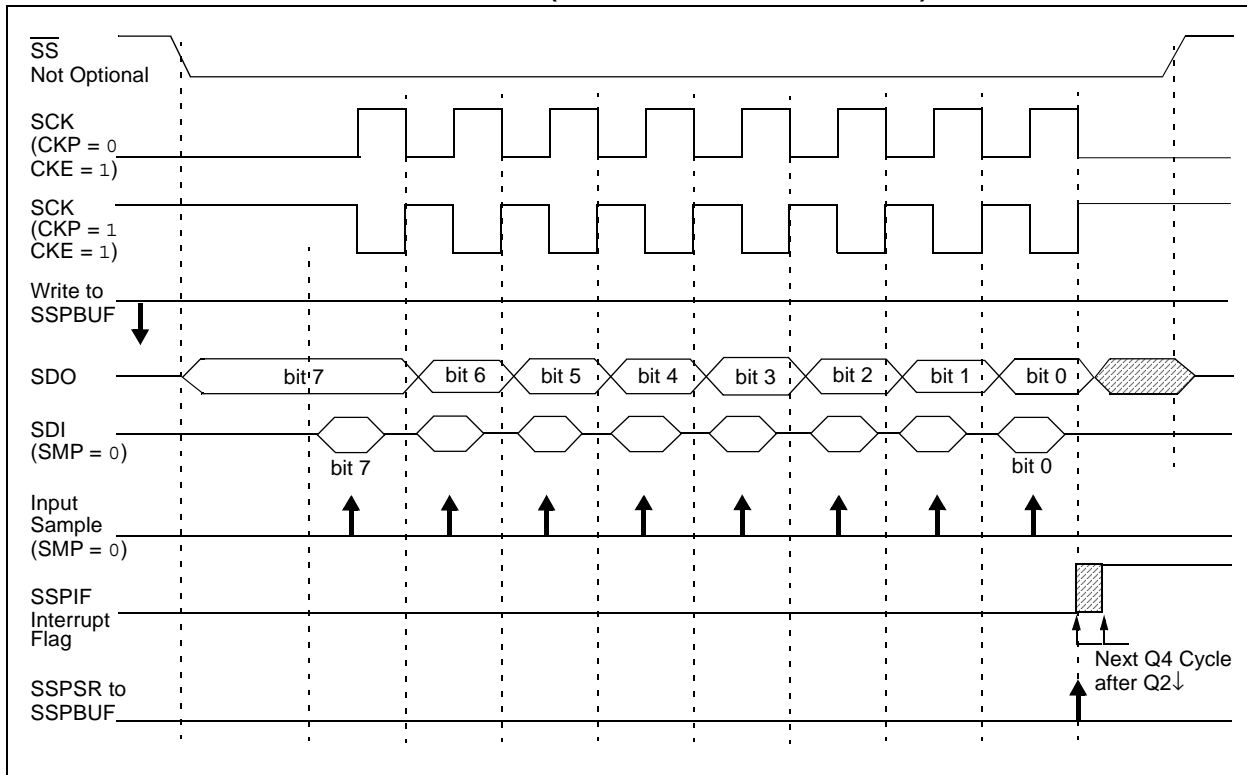 SS
Not Optional
SCK
(CKP = 0
CKE = 1)
SCK
(CKP = 1
CKE = 1)
Write to
SSPBUF
SDO
bit 7 bit 6 bit 5 bit 4 bit 3 bit 2 bit 1 bit 0
SDI
(SMP = 0)
bit 7 bit 0
Input
Sample
(SMP = 0)
SSPIF
Interrupt
Flag
Next Q4 Cycle
after Q2↓
SSPSR to
SSPBUF